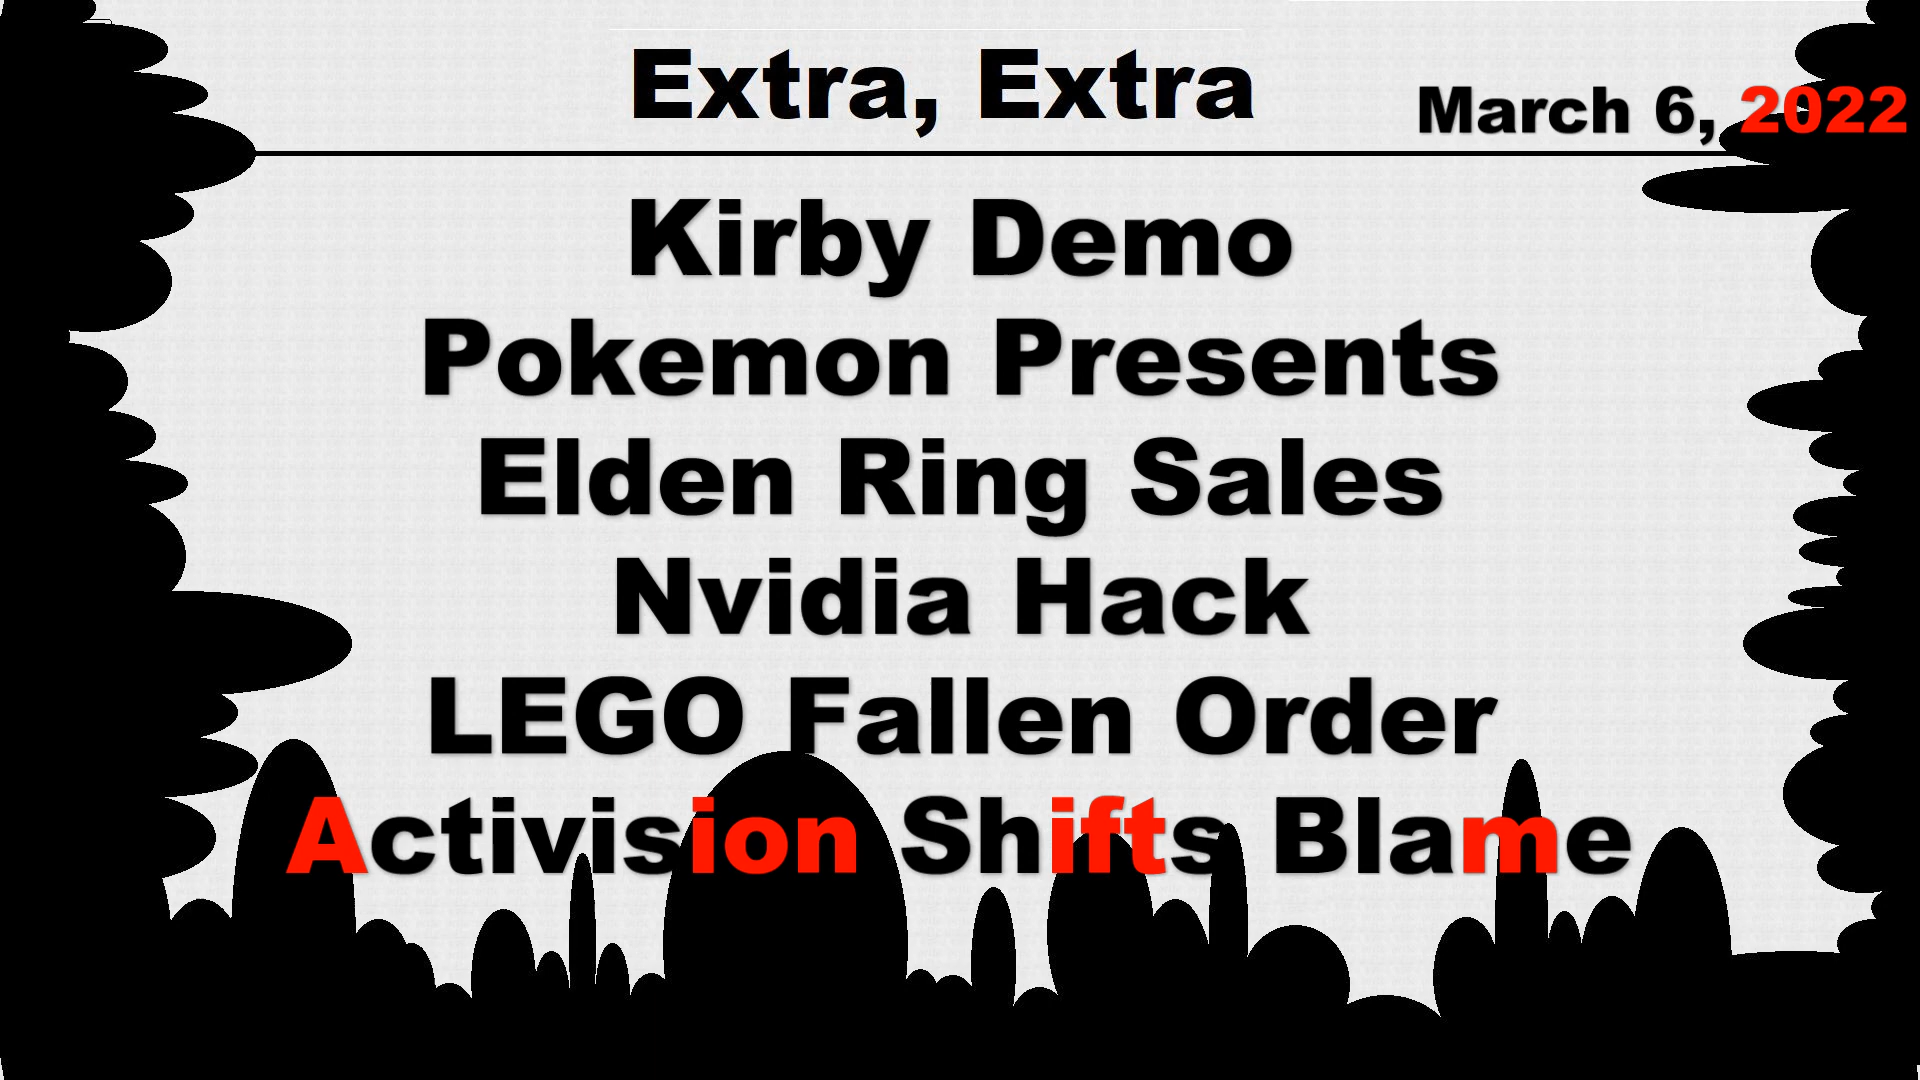 Extra, Extra
March 6, 2022
Kirby Demo
Pokemon Presents
Elden Ring Sales
Nvidia Hack
LEGO Fallen Order
Activision Shifts Blame